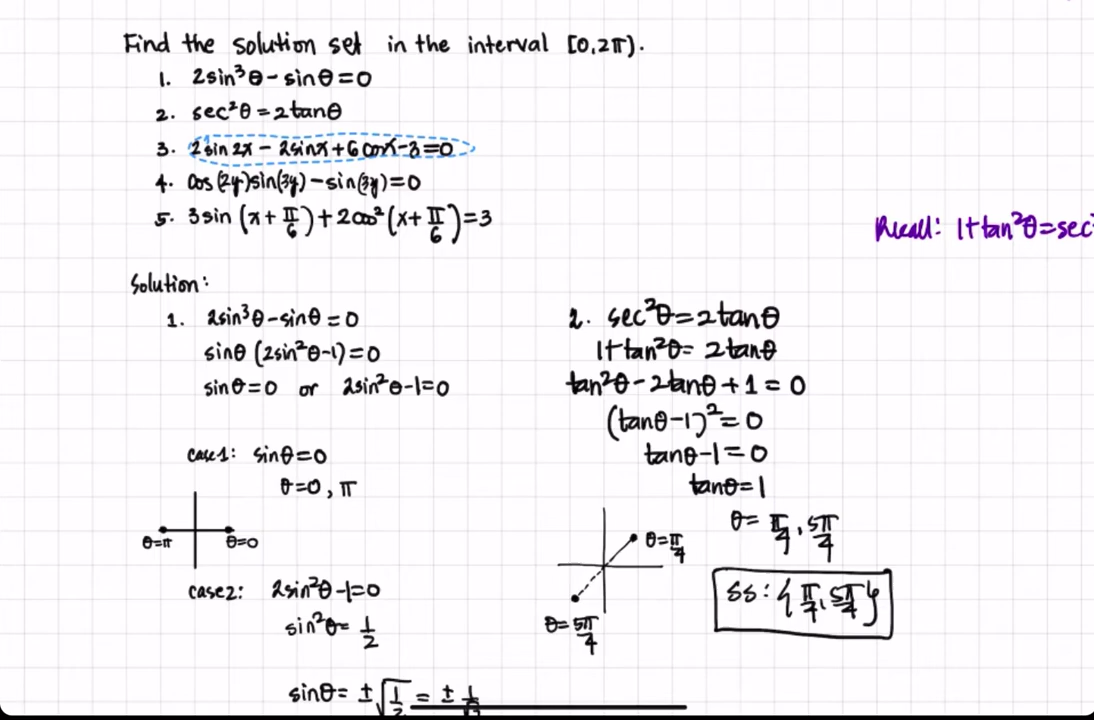 Find the solution set in the interval [0,2π).
1. 2sin³θ-sinθ=0
2. sec²θ=2tanθ
3. 2sin2x-2sinx+6cosx-3=0
4. cos(2y)sin(3y)-sin(3y)=0
5. 3sin(x+π/6)+2cos²(x+π/6)=3
Recall: 1+tan²θ=sec²
Solution:
1. 2sin³θ-sinθ=0
sinθ(2sin²θ-1)=0
sinθ=0 or 2sin²θ-1=0
case1: sinθ=0
θ=0, π
θ=π θ=0
case2: 2sin²θ-1=0
sin²θ=1/2
sinθ=±√1/2=±1/√2
2. sec²θ=2tanθ
1+tan²θ=2tanθ
tan²θ-2tanθ+1=0
(tanθ-1)²=0
tanθ-1=0
tanθ=1
θ=π/4, 5π/4
θ=π/4
θ=5π/4
SS: {π/4, 5π/4}